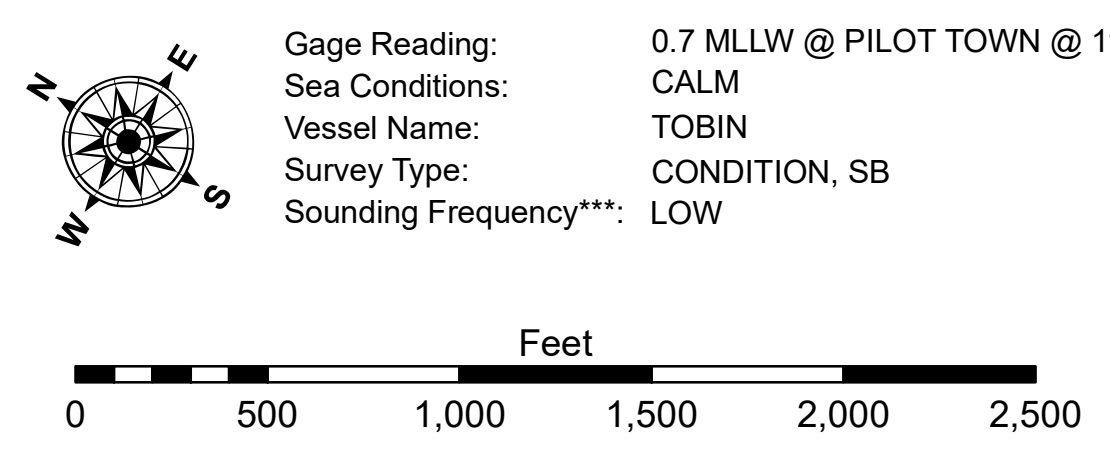 N
E
S
W
Gage Reading: 0.7 MLLW @ PILOT TOWN @
Sea Conditions: CALM
Vessel Name: TOBIN
Survey Type: CONDITION, SB
Sounding Frequency***: LOW
Feet
0 500 1,000 1,500 2,000 2,500